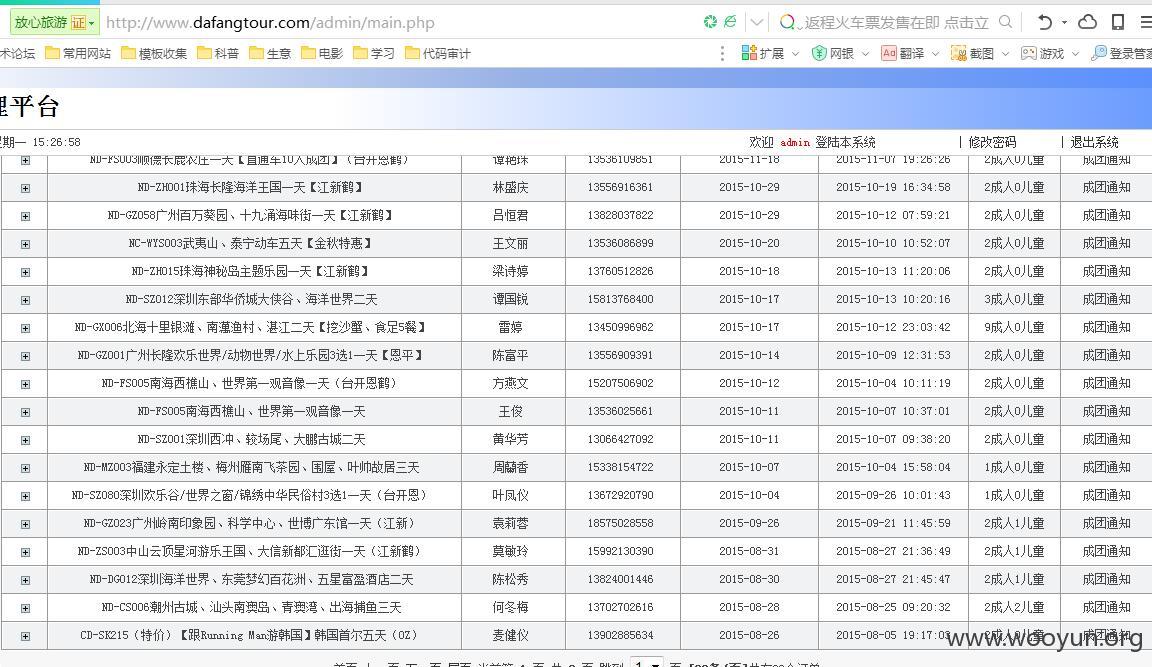 放心旅游 证 http://www.dafangtour.com/admin/main.php 返程火车票发售在即 点击立
术论坛 常用网站 模板收集 科普 生意 电影 学习 代码审计 扩展 网银 翻译 截图 游戏 登录管家
理平台
星期一 15:26:58 欢迎 admin 登陆本系统 | 修改密码 | 退出系统
ND-FS003顺德长鹿农庄一天【直通车10人成团】（台开恩鹤） 谭艳珠 13536109851 2015-11-18 2015-11-07 19:26:26 2成人0儿童 成团通知
ND-ZH001珠海长隆海洋王国一天【江新鹤】 林盛庆 13556916361 2015-10-29 2015-10-19 16:34:58 2成人0儿童 成团通知
ND-GZ058广州百万葵园、十九涌海味街一天【江新鹤】 吕恒君 13828037822 2015-10-29 2015-10-12 07:59:21 2成人0儿童 成团通知
NC-WYS003武夷山、泰宁动车五天【金秋特惠】 王文丽 13536086899 2015-10-20 2015-10-10 10:52:07 2成人0儿童 成团通知
ND-ZH015珠海神秘岛主题乐园一天【江新鹤】 梁诗婷 13760512826 2015-10-18 2015-10-13 11:20:06 2成人0儿童 成团通知
ND-SZ012深圳东部华侨城大侠谷、海洋世界二天 谭国锐 15813768400 2015-10-17 2015-10-13 10:20:16 3成人0儿童 成团通知
ND-GX006北海十里银滩、南澫渔村、湛江二天【挖沙蟹、食足5餐】 雷婷 13450996962 2015-10-17 2015-10-12 23:03:42 9成人0儿童 成团通知
ND-GZ001广州长隆欢乐世界/动物世界/水上乐园3选1一天【恩平】 陈富平 13556909391 2015-10-14 2015-10-09 12:31:53 2成人0儿童 成团通知
ND-FS005南海西樵山、世界第一观音像一天（台开恩鹤） 方燕文 15207506902 2015-10-12 2015-10-04 10:11:19 2成人0儿童 成团通知
ND-FS005南海西樵山、世界第一观音像一天 王俊 13536025661 2015-10-11 2015-10-07 10:37:01 2成人0儿童 成团通知
ND-SZ001深圳西冲、较场尾、大鹏古城二天 黄华芳 13066427092 2015-10-11 2015-10-07 09:38:20 2成人0儿童 成团通知
ND-MZ003福建永定土楼、梅州雁南飞茶园、围屋、叶帅故居三天 周囍香 15338154722 2015-10-07 2015-10-04 15:58:04 1成人0儿童 成团通知
ND-SZ080深圳欢乐谷/世界之窗/锦绣中华民俗村3选1一天（台开恩） 叶凤仪 13672920790 2015-10-04 2015-09-26 10:01:43 1成人0儿童 成团通知
ND-GZ023广州岭南印象园、科学中心、世博广东馆一天（江新） 袁莉蓉 18575028558 2015-09-26 2015-09-21 11:45:59 2成人1儿童 成团通知
ND-ZS003中山云顶星河游乐王国、大信新都汇逛街一天（江新鹤） 莫敏玲 15992130390 2015-08-31 2015-08-27 21:36:49 2成人1儿童 成团通知
ND-DG012深圳海洋世界、东莞梦幻百花洲、五星富盈酒店二天 陈松秀 13824001446 2015-08-30 2015-08-27 21:45:47 2成人1儿童 成团通知
ND-CS006潮州古城、汕头南澳岛、青澳湾、出海捕鱼三天 何冬梅 13702702616 2015-08-28 2015-08-25 09:20:32 2成人2儿童 成团通知
CD-SK215（特价）【跟Running Man游韩国】韩国首尔五天（OZ） 麦健仪 13902885634 2015-08-26 2015-08-05 19:17:03 2成人0儿童 成团通知
www.wooyun.org